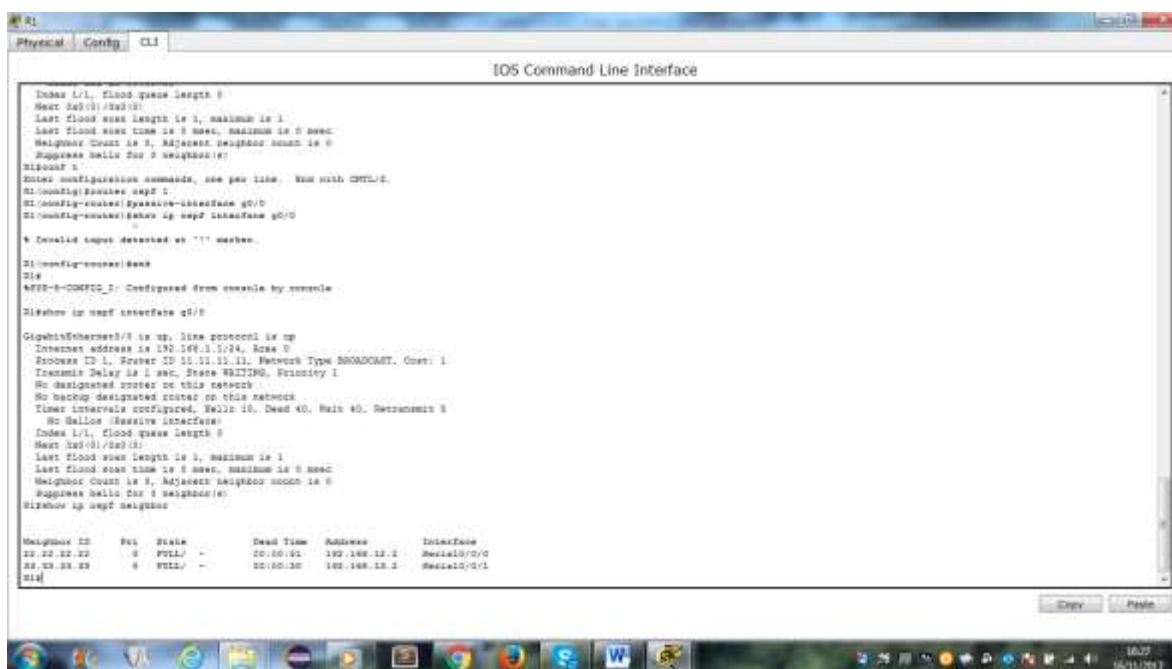 R1
Physical Config CLI
IOS Command Line Interface
Index 1/1, flood queue length 0
Next 0x0(0)/0x0(0)
Last flood scan length is 1, maximum is 1
Last flood scan time is 0 msec, maximum is 0 msec
Neighbor Count is 0, Adjacent neighbor count is 0
Suppress hello for 0 neighbor(s)
R1#conf t
Enter configuration commands, one per line. End with CNTL/Z.
R1(config)#router ospf 1
R1(config-router)#passive-interface g0/0
R1(config-router)#show ip ospf interface g0/0
^
% Invalid input detected at '^' marker.
R1(config-router)#end
R1#
%SYS-5-CONFIG_I: Configured from console by console
R1#show ip ospf interface g0/0
GigabitEthernet0/0 is up, line protocol is up
Internet address is 192.168.1.1/24, Area 0
Process ID 1, Router ID 11.11.11.11, Network Type BROADCAST, Cost: 1
Transmit Delay is 1 sec, State WAITING, Priority 1
No designated router on this network
No backup designated router on this network
Timer intervals configured, Hello 10, Dead 40, Wait 40, Retransmit 5
No Hellos (Passive interface)
Index 1/1, flood queue length 0
Next 0x0(0)/0x0(0)
Last flood scan length is 1, maximum is 1
Last flood scan time is 0 msec, maximum is 0 msec
Neighbor Count is 0, Adjacent neighbor count is 0
Suppress hello for 0 neighbor(s)
R1#show ip ospf neighbor
Neighbor ID Pri State Dead Time Address Interface
22.22.22.22 0 FULL/ - 192.168.12.2 Serial0/0/0
0 FULL/ - 00:00:30 192.168.13.2 Serial0/0/1
R1#
Copy Paste
16:27